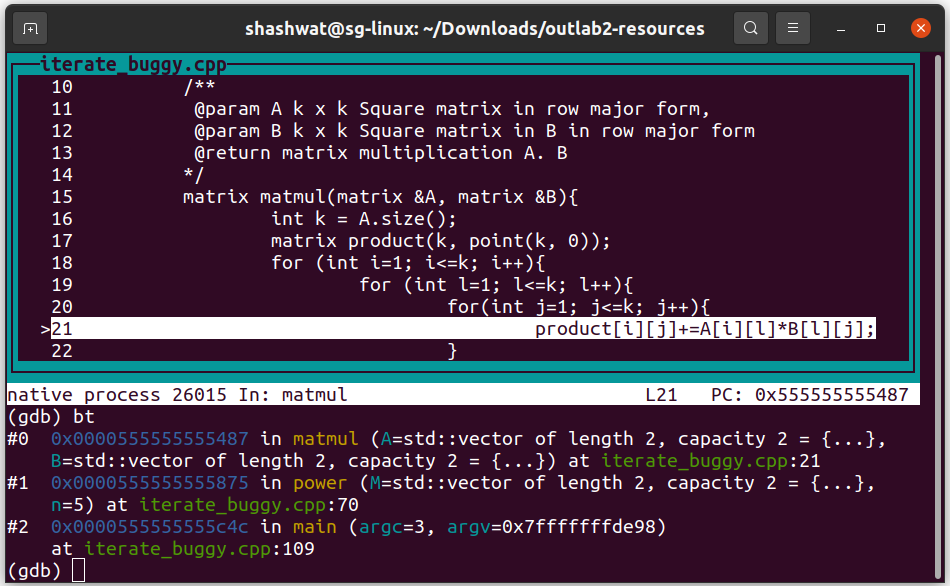 shashwat@sg-linux: ~/Downloads/outlab2-resources
iterate_buggy.cpp
10 /**
11 @param A k x k Square matrix in row major form,
12 @param B k x k Square matrix in B in row major form
13 @return matrix multiplication A. B
14 */
15 matrix matmul(matrix &A, matrix &B){
16 int k = A.size();
17 matrix product(k, point(k, 0));
18 for (int i=1; i<=k; i++){
19 for (int l=1; l<=k; l++){
20 for(int j=1; j<=k; j++){
>21 product[i][j]+=A[i][l]*B[l][j];
22 }
native process 26015 In: matmul L21 PC: 0x555555555487
(gdb) bt
#0 0x0000555555555487 in matmul (A=std::vector of length 2, capacity 2 = {...},
B=std::vector of length 2, capacity 2 = {...}) at iterate_buggy.cpp:21
#1 0x0000555555555875 in power (M=std::vector of length 2, capacity 2 = {...},
n=5) at iterate_buggy.cpp:70
#2 0x0000555555555c4c in main (argc=3, argv=0x7fffffffde98)
at iterate_buggy.cpp:109
(gdb)